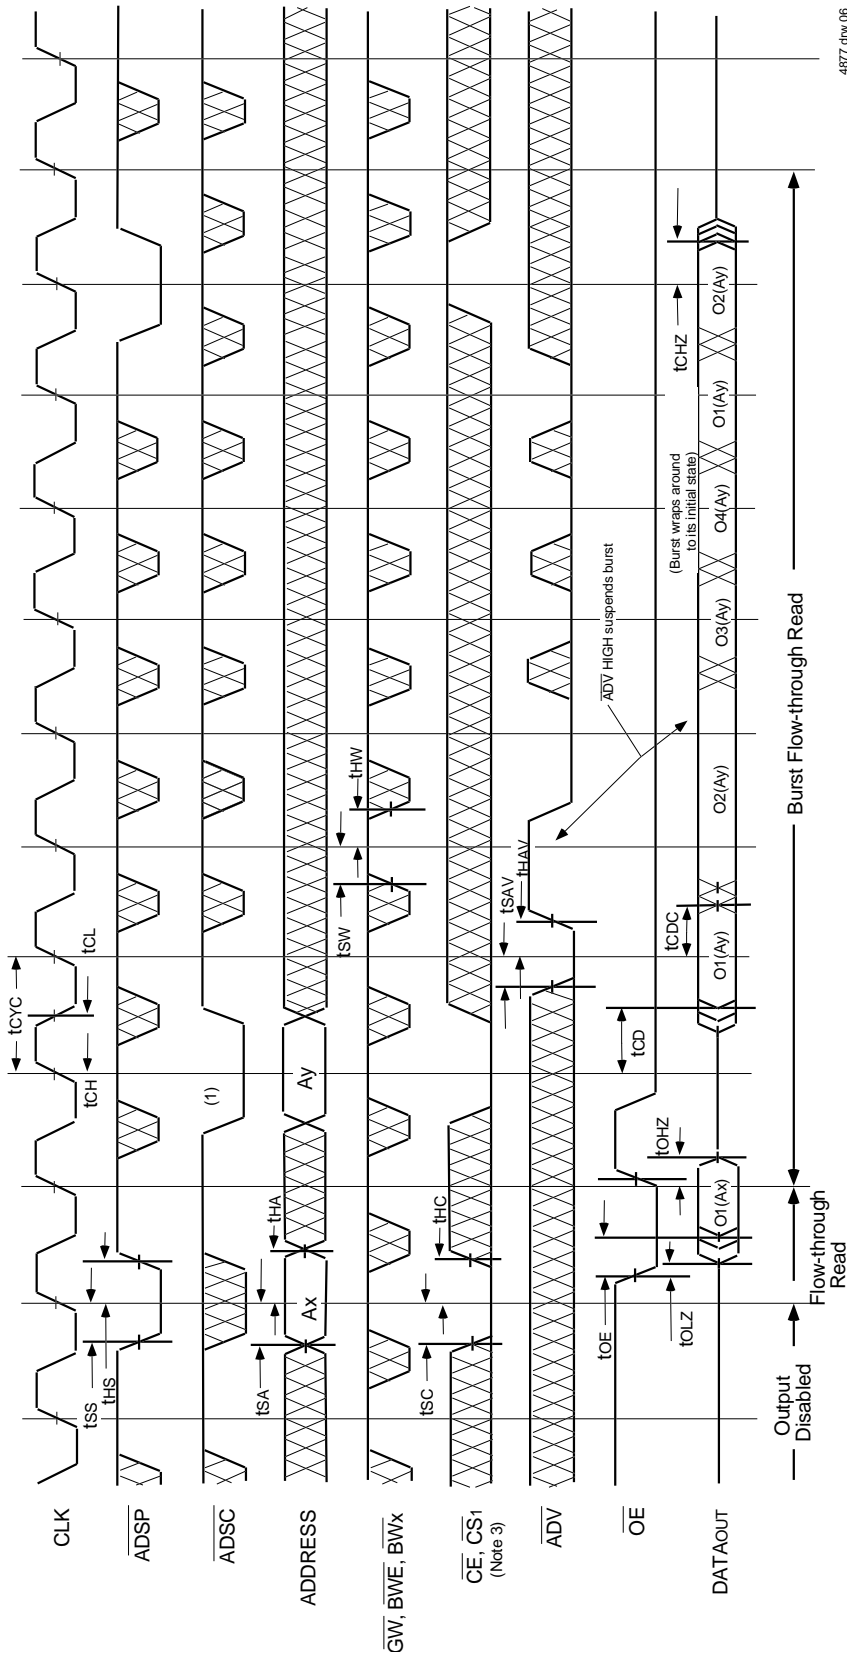 CLK
ADSP
ADSC
ADDRESS
GW, BWE, BWx
CE, CS1
(Note 3)
ADV
OE
DATAOUT
tCYC
tCH
tCL
tSS
tHS
(1)
tSA
tHA
Ax
Ay
tSW
tHW
tSC
tHC
tSAV
tHAV
ADV HIGH suspends burst
tOE
tOHZ
tOLZ
tCD
tCDC
tCHZ
(Burst wraps around
to its initial state)
O1(Ax)
O1(Ay)
O2(Ay)
O3(Ay)
O4(Ay)
O1(Ay)
O2(Ay)
Output
Disabled
Flow-through
Read
Burst Flow-through Read
4877 drw 06